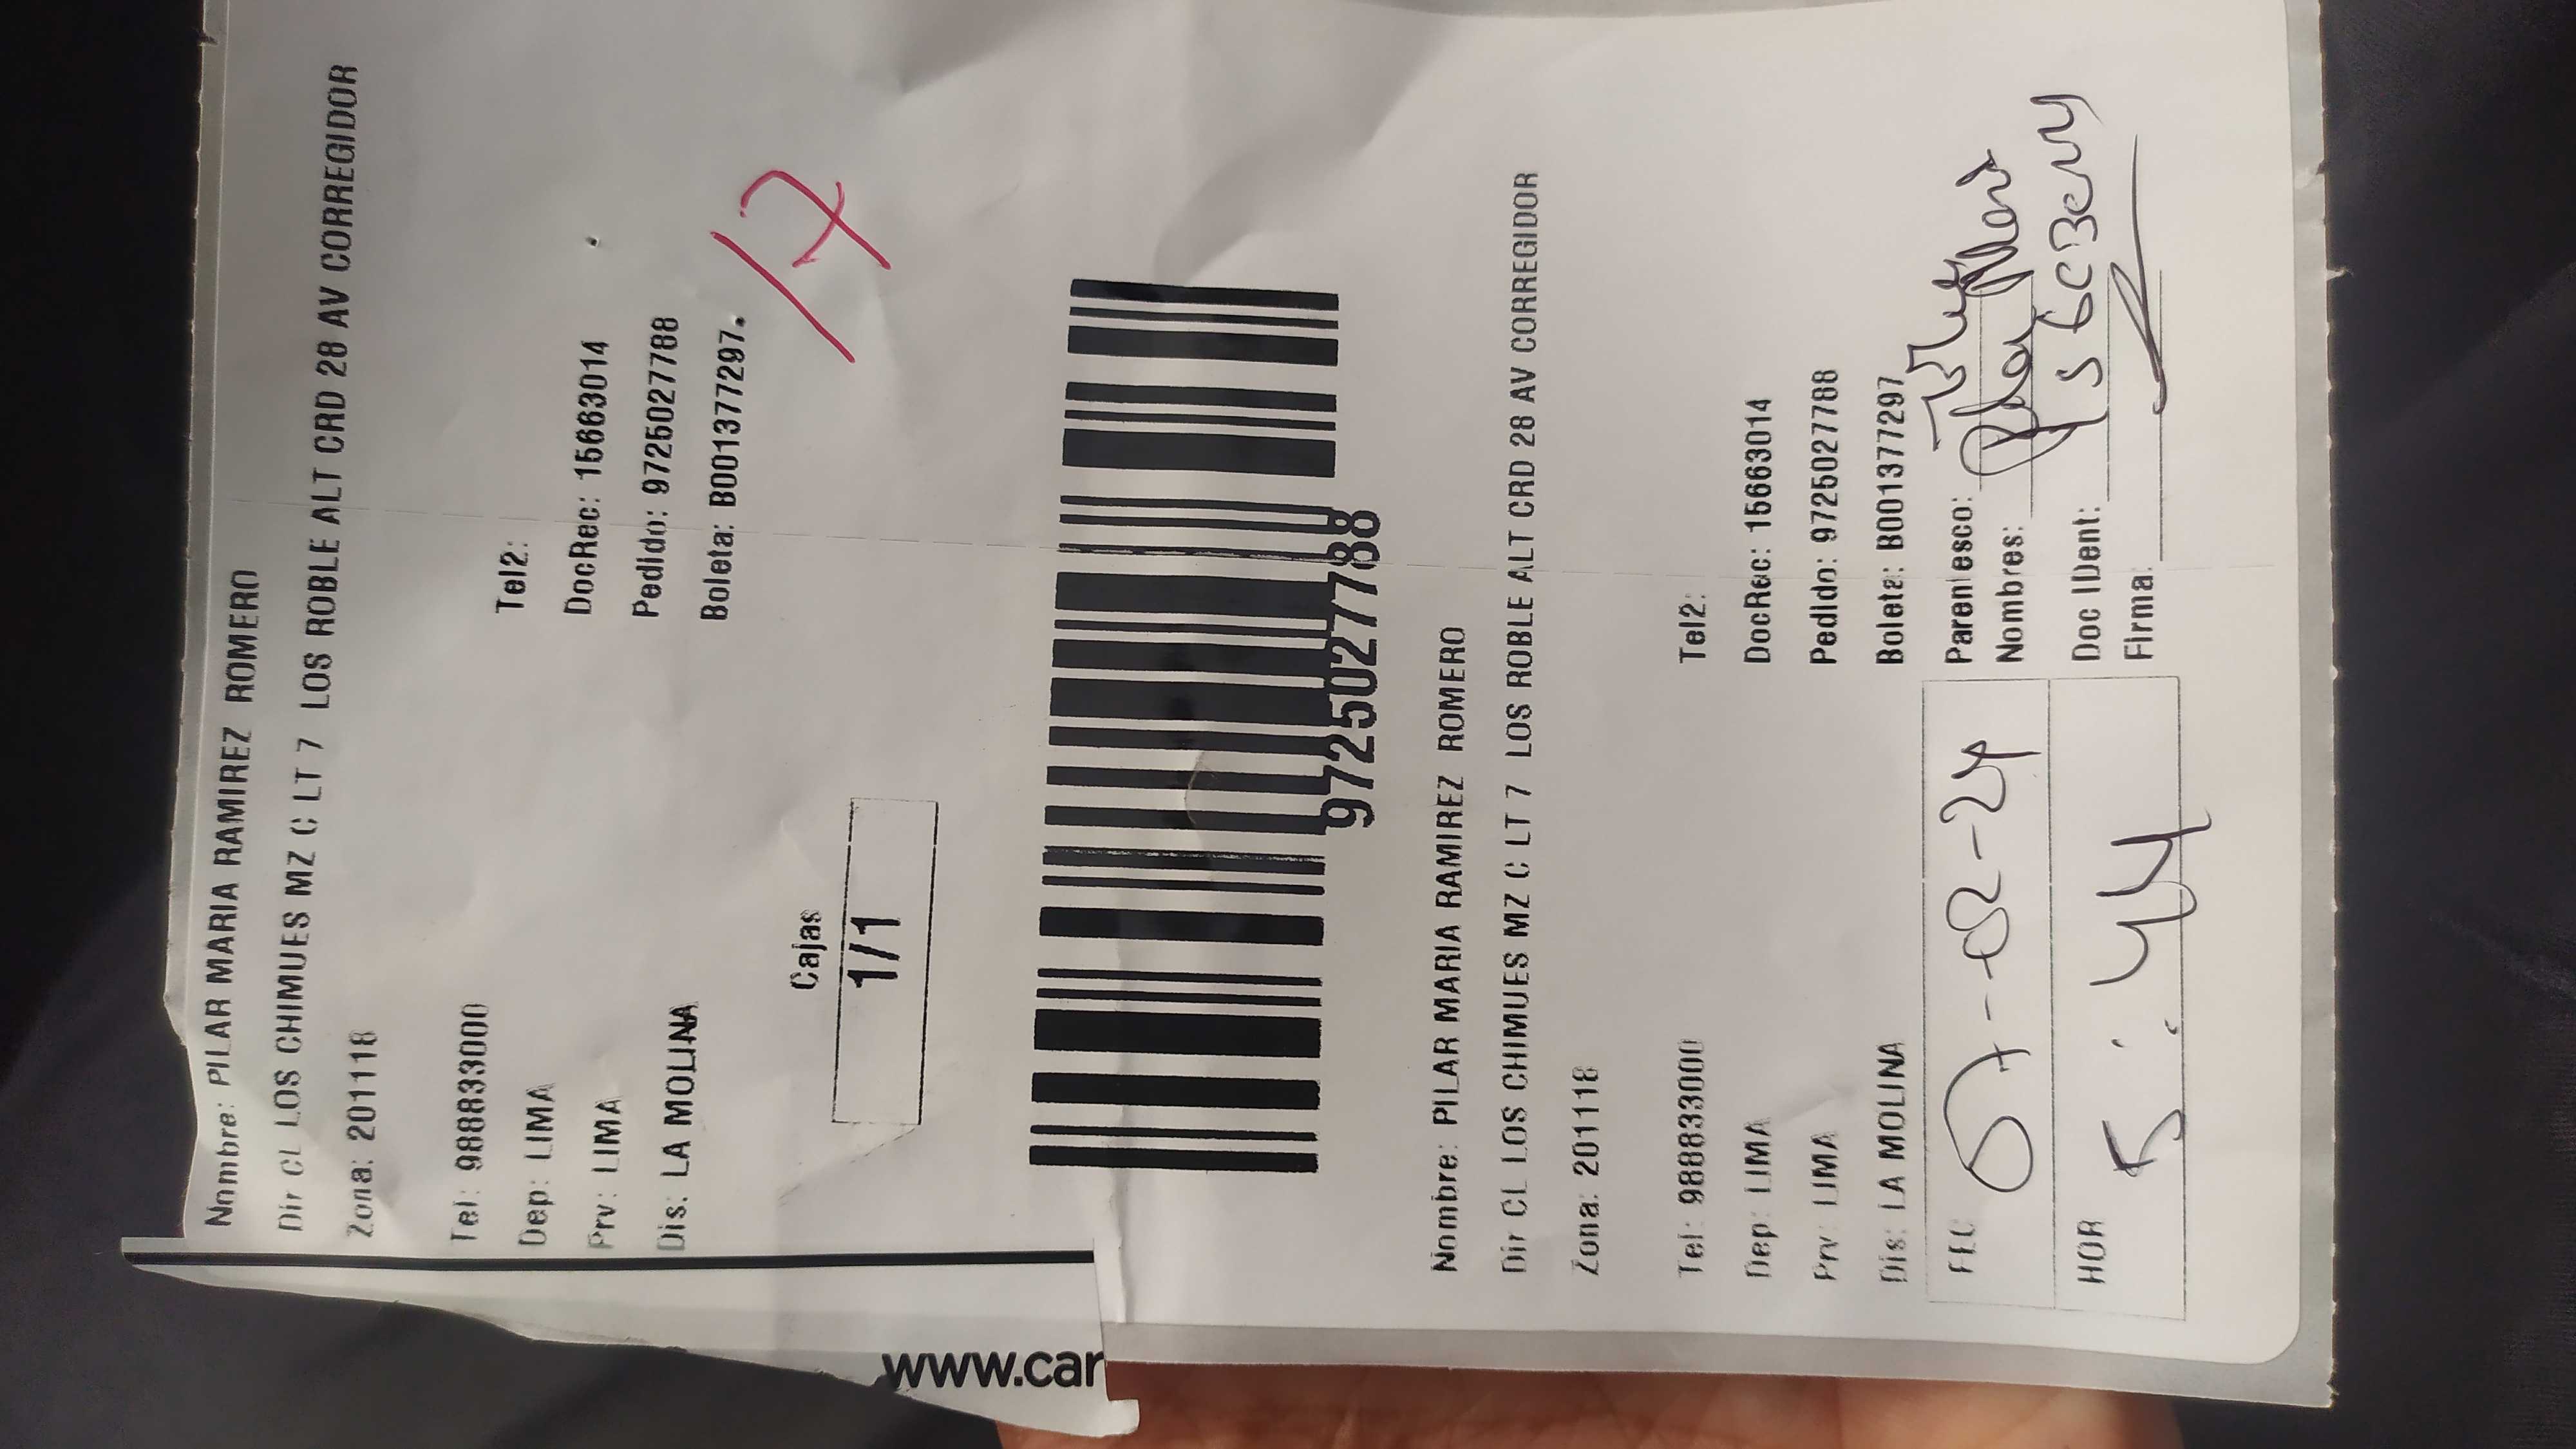 Nombre: PILAR MARIA RAMIREZ ROMERO
Dir CL LOS CHIMUES MZ C LT 7 LOS ROBLE ALT CRD 28 AV CORREGIDOR
Zona: 201118
Tel: 988833000 Tel2:
Dep: LIMA DocRec: 15663014
Prv: LIMA Pedido: 9725027788
Dis: LA MOLINA Boleta: B001377297
17
Cajas
1/1
9725027788
Nombre: PILAR MARIA RAMIREZ ROMERO
Dir CL LOS CHIMUES MZ C LT 7 LOS ROBLE ALT CRD 28 AV CORREGIDOR
Zona: 201118
Tel: 988833000 Tel2:
Dep: LIMA DocRec: 15663014
Prv: LIMA Pedido: 9725027788
Dis: LA MOLINA Boleta: B001377297
FEC 07-02-24 Parentesco:
Nombres:
HOR 5:44 Doc IDent:
Firma:
www.car